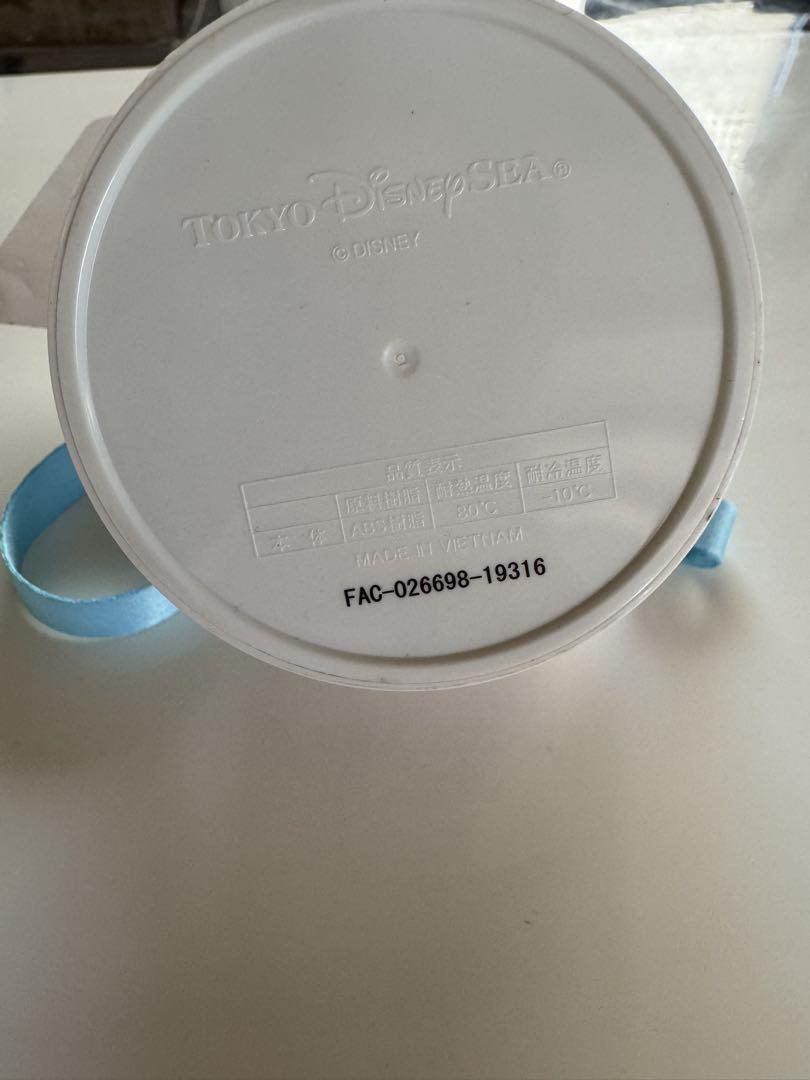 TOKYO DISNEYSEA®
© DISNEY
9
品質表示
原料樹脂 耐熱温度 耐冷温度
本体 ABS樹脂 80℃ -10℃
MADE IN VIETNAM
FAC-026698-19316